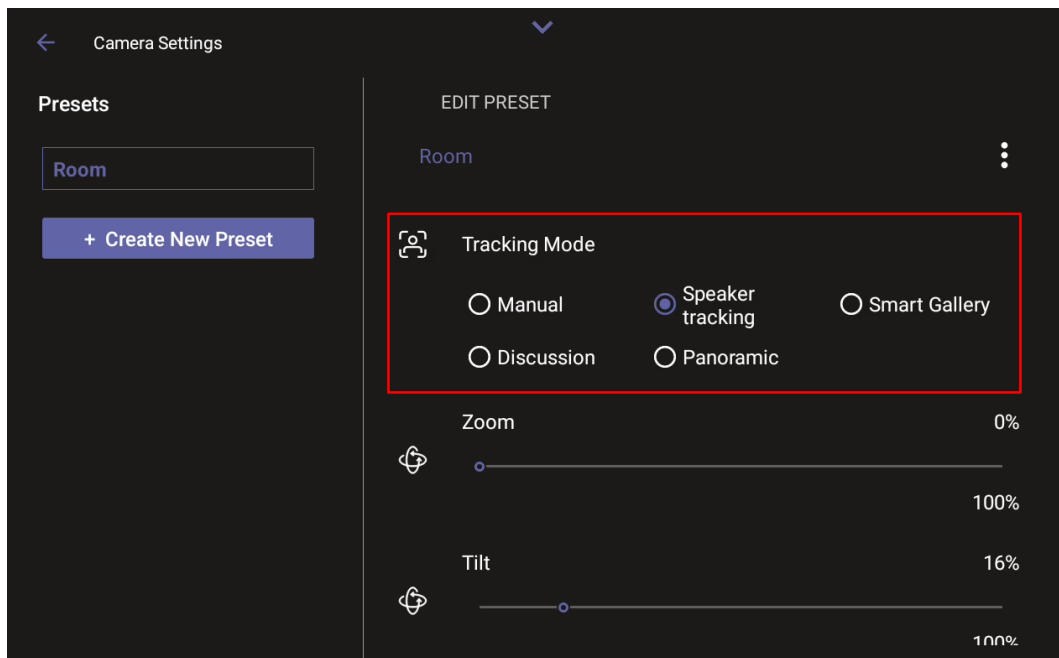 Camera Settings
Presets
Room
+ Create New Preset
EDIT PRESET
Room
Tracking Mode
Manual
Speaker
tracking
Smart Gallery
Discussion
Panoramic
Zoom
0%
100%
Tilt
16%
100%